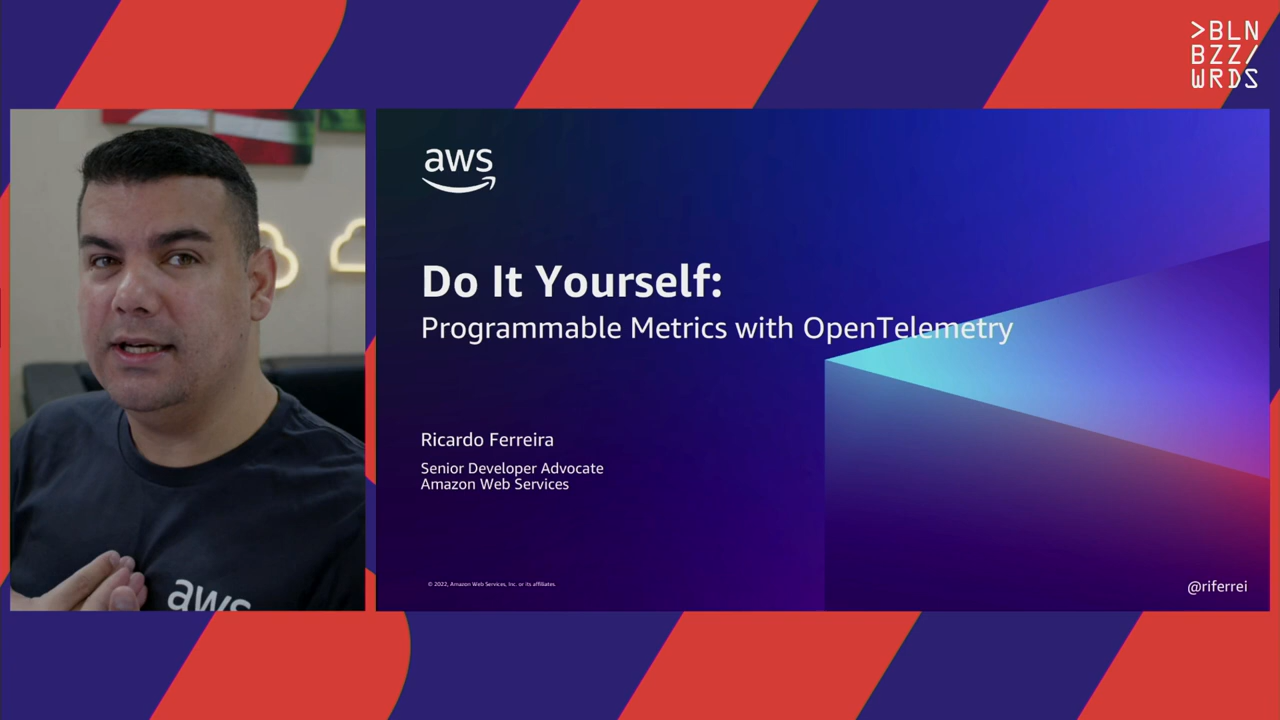 >BLN
BZZ/
WRDS
aws
Do It Yourself:
Programmable Metrics with OpenTelemetry
Ricardo Ferreira
Senior Developer Advocate
Amazon Web Services
© 2022, Amazon Web Services, Inc. or its affiliates.
@riferrei
aws